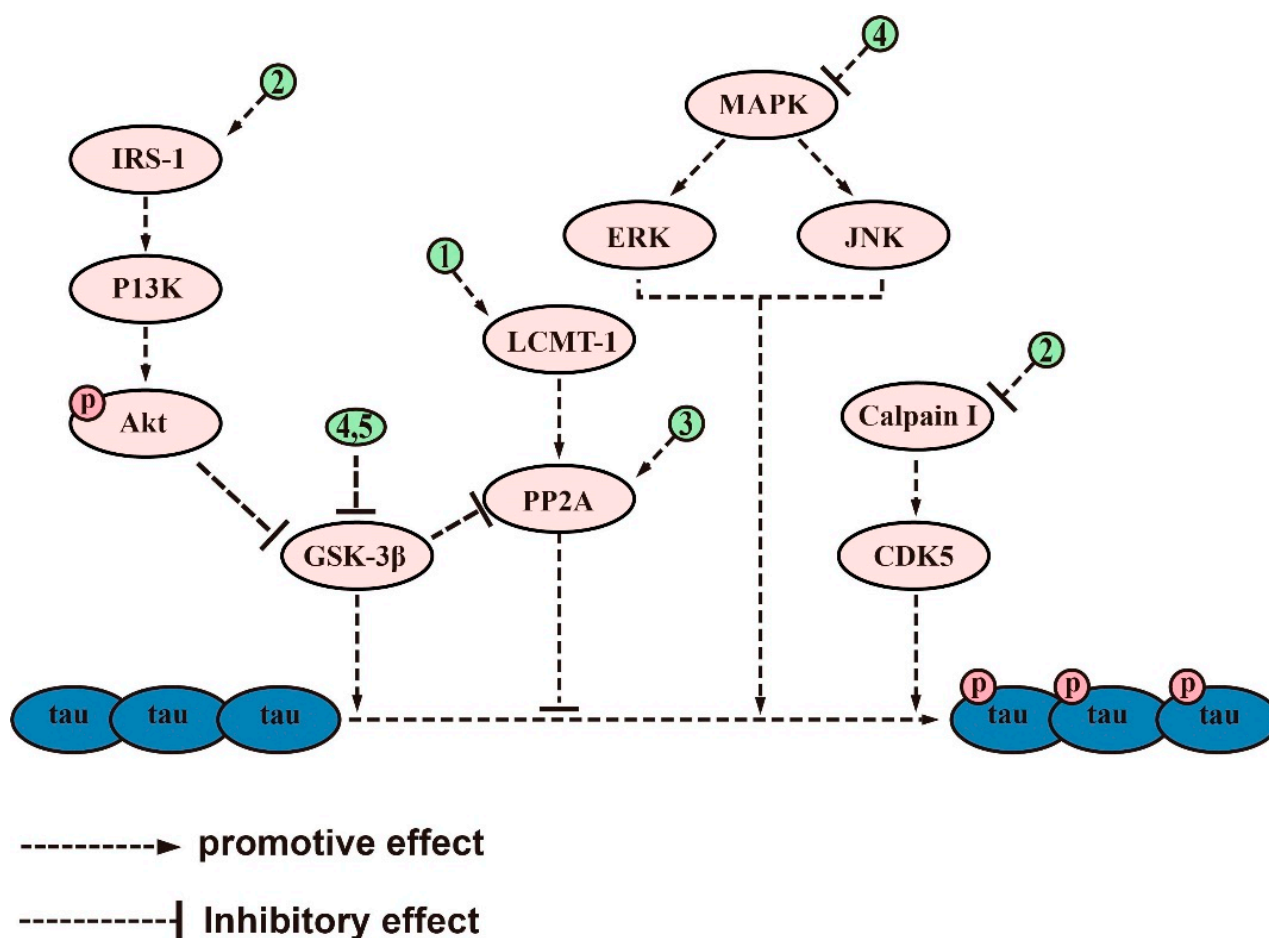 4
2
MAPK
IRS-1
ERK
JNK
1
P13K
LCMT-1
2
p
Akt
4,5
3
Calpain I
PP2A
GSK-3β
CDK5
tau
tau
tau
p
p
p
tau
tau
tau
promotive effect
Inhibitory effect